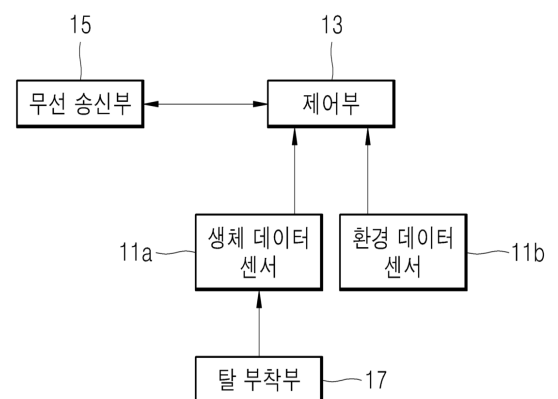 15
13
무선 송신부
제어부
11a
생체 데이터
센서
환경 데이터
센서
11b
탈 부착부
17